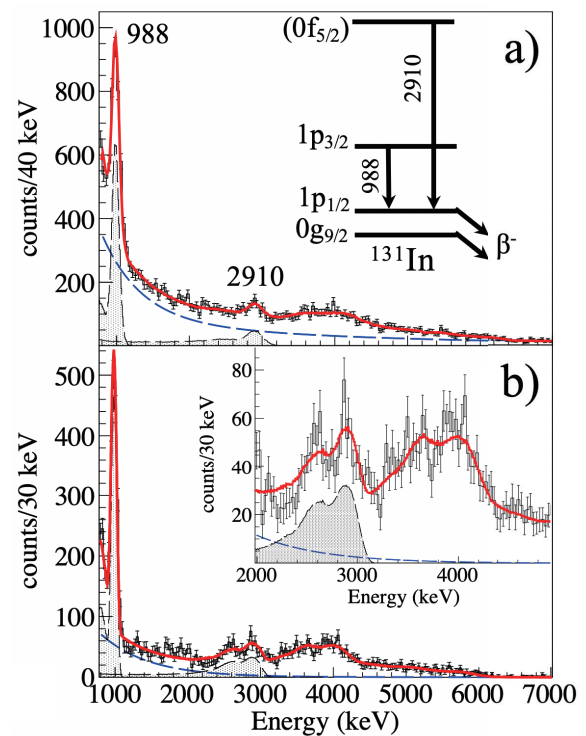 1000
988
a)
800
600
400
200
counts/40 keV
2910
(0f5/2)
2910
1p3/2
988
1p1/2
0g9/2
β-
131In
500
400
300
200
100
0
counts/30 keV
b)
80
60
40
20
counts/30 keV
2000 3000 4000
Energy (keV)
1000 2000 3000 4000 5000 6000 7000
Energy (keV)